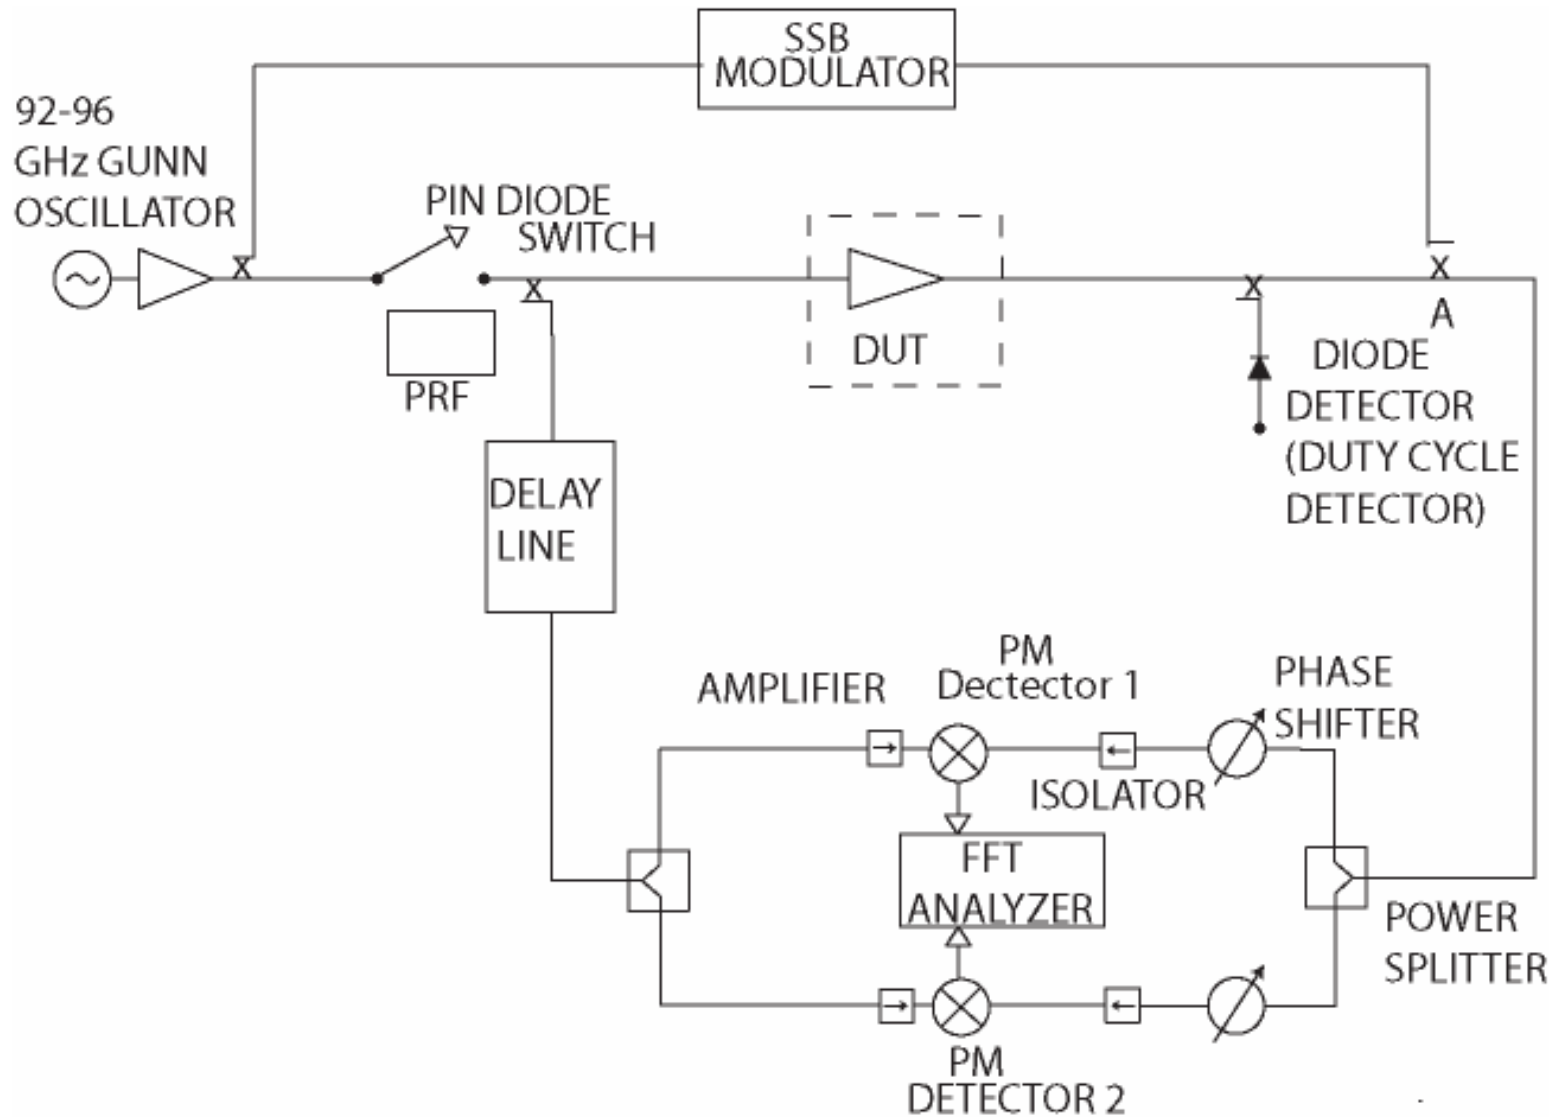 SSB
MODULATOR
92-96
GHz GUNN
OSCILLATOR
PIN DIODE
SWITCH
PRF
DUT
A
DIODE
DETECTOR
(DUTY CYCLE
DETECTOR)
DELAY
LINE
AMPLIFIER
PM
Dectector 1
PHASE
SHIFTER
ISOLATOR
FFT
ANALYZER
POWER
SPLITTER
PM
DETECTOR 2